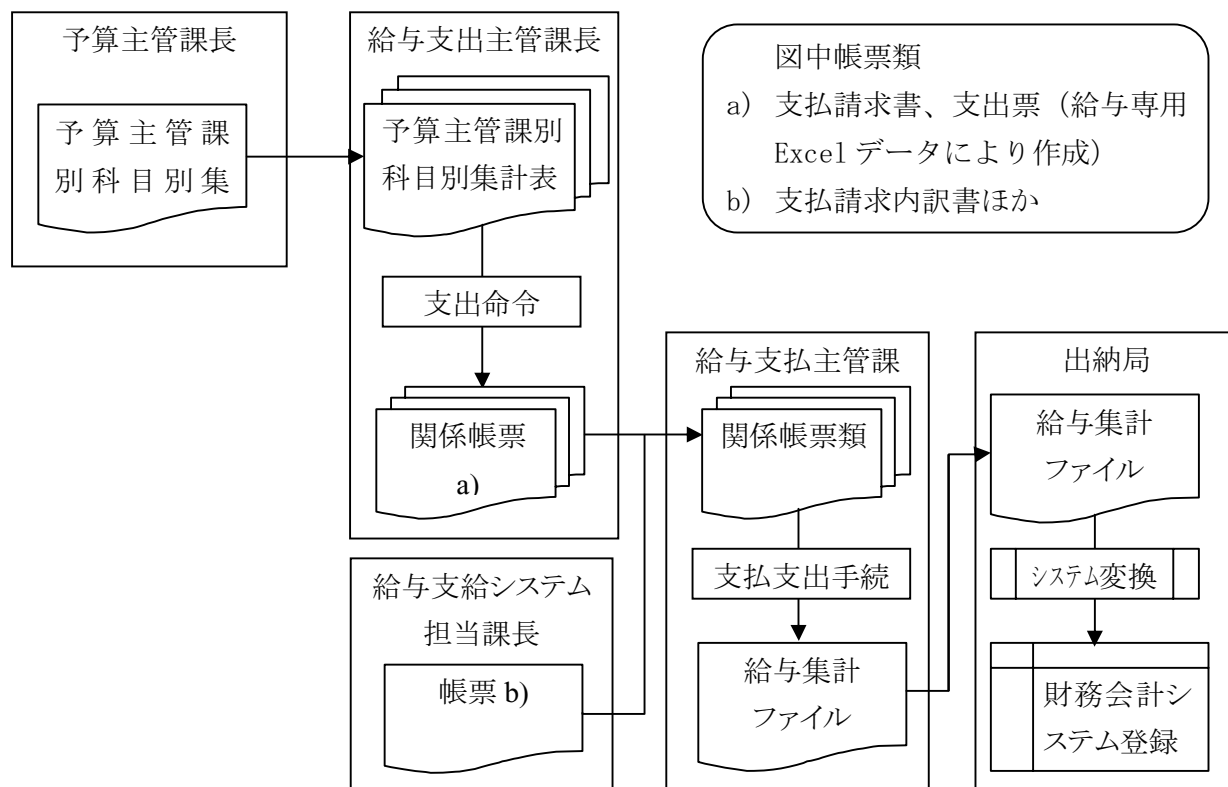 予算主管課長
予算主管課
別科目別集
給与支出主管課長
予算主管課別
科目別集計表
支出命令
関係帳票
a)
図中帳票類
a) 支払請求書、支出票（給与専用
Excel データにより作成）
b) 支払請求内訳書ほか
給与支給システム
担当課長
帳票 b)
給与支払主管課
関係帳票類
支払支出手続
給与集計
ファイル
出納局
給与集計
ファイル
システム変換
財務会計シ
ステム登録